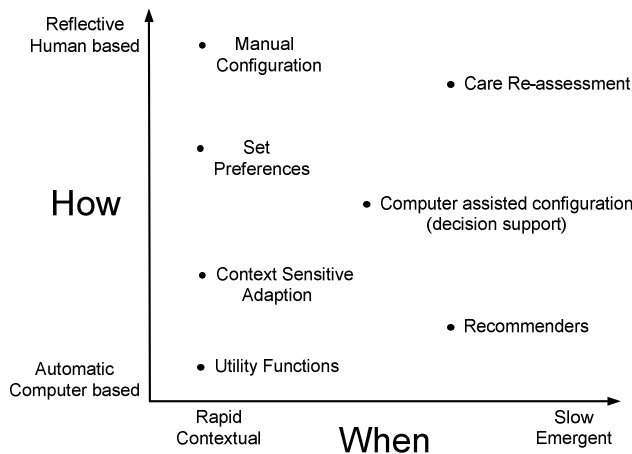 Reflective
Human based
Manual
Configuration
Care Re-assessment
Set
Preferences
How
Computer assisted configuration
(decision support)
Context Sensitive
Adaption
Recommenders
Automatic
Computer based
Utility Functions
Rapid
Contextual
When
Slow
Emergent